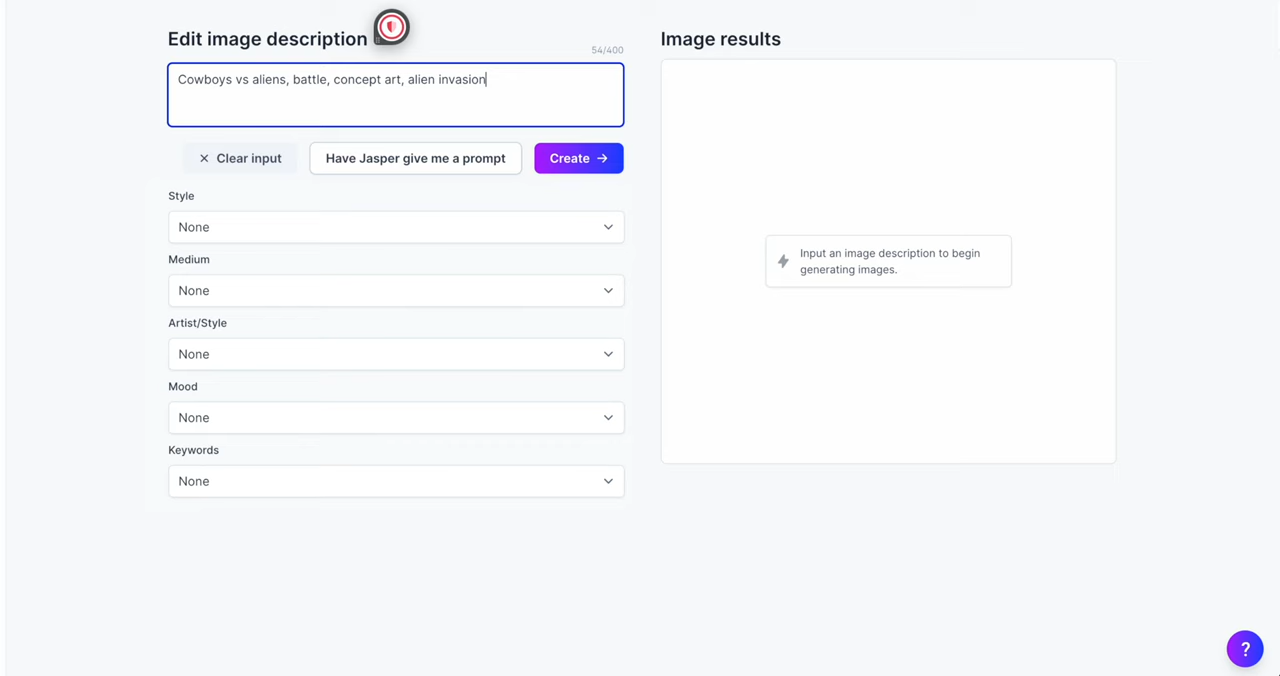 Edit image description
54/400
Cowboys vs aliens, battle, concept art, alien invasion
Clear input
Have Jasper give me a prompt
Create
Style
None
Medium
None
Artist/Style
None
Mood
None
Keywords
None
Image results
Input an image description to begin
generating images.
?